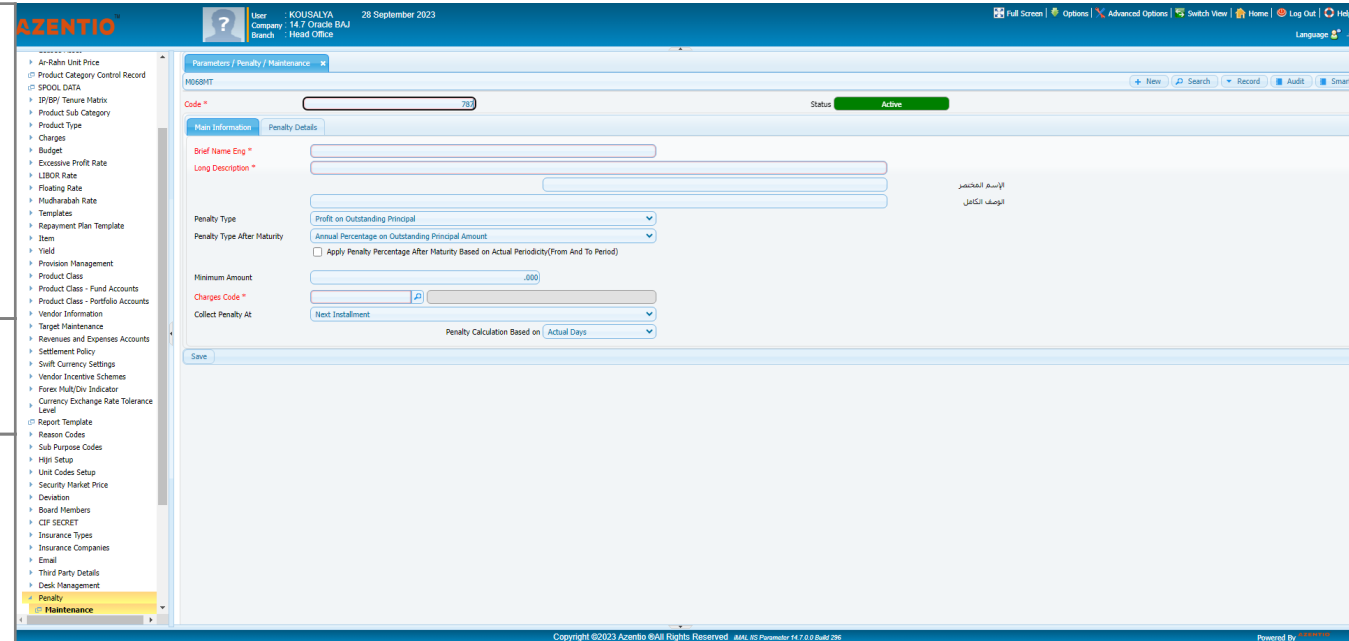 AZENTIO
User : KOUSALYA 28 September 2023
Company : 147 Oracle BAJ
Branch : Head Office
Full Screen | Options | Advanced Options | Switch View | Home | Log Out | Help
Language
Ar-Rahn Unit Price
Product Category Control Record
SPOOL DATA
IP/BP/ Tenure Matrix
Product Sub Category
Product Type
Charges
Budget
Excessive Profit Rate
LIBOR Rate
Floating Rate
Mudharabah Rate
Templates
Repayment Plan Template
Item
Yield
Provision Management
Product Class
Product Class - Fund Accounts
Product Class - Portfolio Accounts
Vendor Information
Target Maintenance
Revenues and Expenses Accounts
Settlement Policy
Swift Currency Settings
Vendor Incentive Schemes
Forex Mult/Div Indicator
Currency Exchange Rate Tolerance
Level
Report Template
Reason Codes
Sub Purpose Codes
Hijri Setup
Unit Codes Setup
Security Market Price
Deviation
Board Members
CIF SECRET
Insurance Types
Insurance Companies
Email
Third Party Details
Desk Management
Penalty
Maintenance
Parameters / Penalty / Maintenance x
M068MT
New Search Record Audit Smar
Code * 787 Status Active
Main Information Penalty Details
Brief Name Eng *
Long Description *
الإسم المختصر
الوصف الكامل
Penalty Type Profit on Outstanding Principal
Penalty Type After Maturity Annual Percentage on Outstanding Principal Amount
Apply Penalty Percentage After Maturity Based on Actual Periodicity(From And To Period)
Minimum Amount .000
Charges Code *
Collect Penalty At Next Installment
Penalty Calculation Based on Actual Days
Save
Copyright ©2023 Azentio ®All Rights Reserved iMAL IIS Parameter 14.7.0.0 Build 296
Powered By AZENTIO